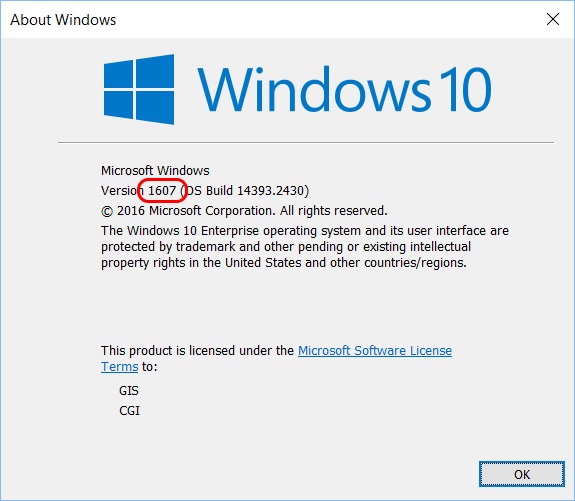 About Windows
Windows 10
Microsoft Windows
Version 1607 (OS Build 14393.2430)
© 2016 Microsoft Corporation. All rights reserved.
The Windows 10 Enterprise operating system and its user interface are
protected by trademark and other pending or existing intellectual
property rights in the United States and other countries/regions.
This product is licensed under the Microsoft Software License
Terms to:
GIS
CGI
OK